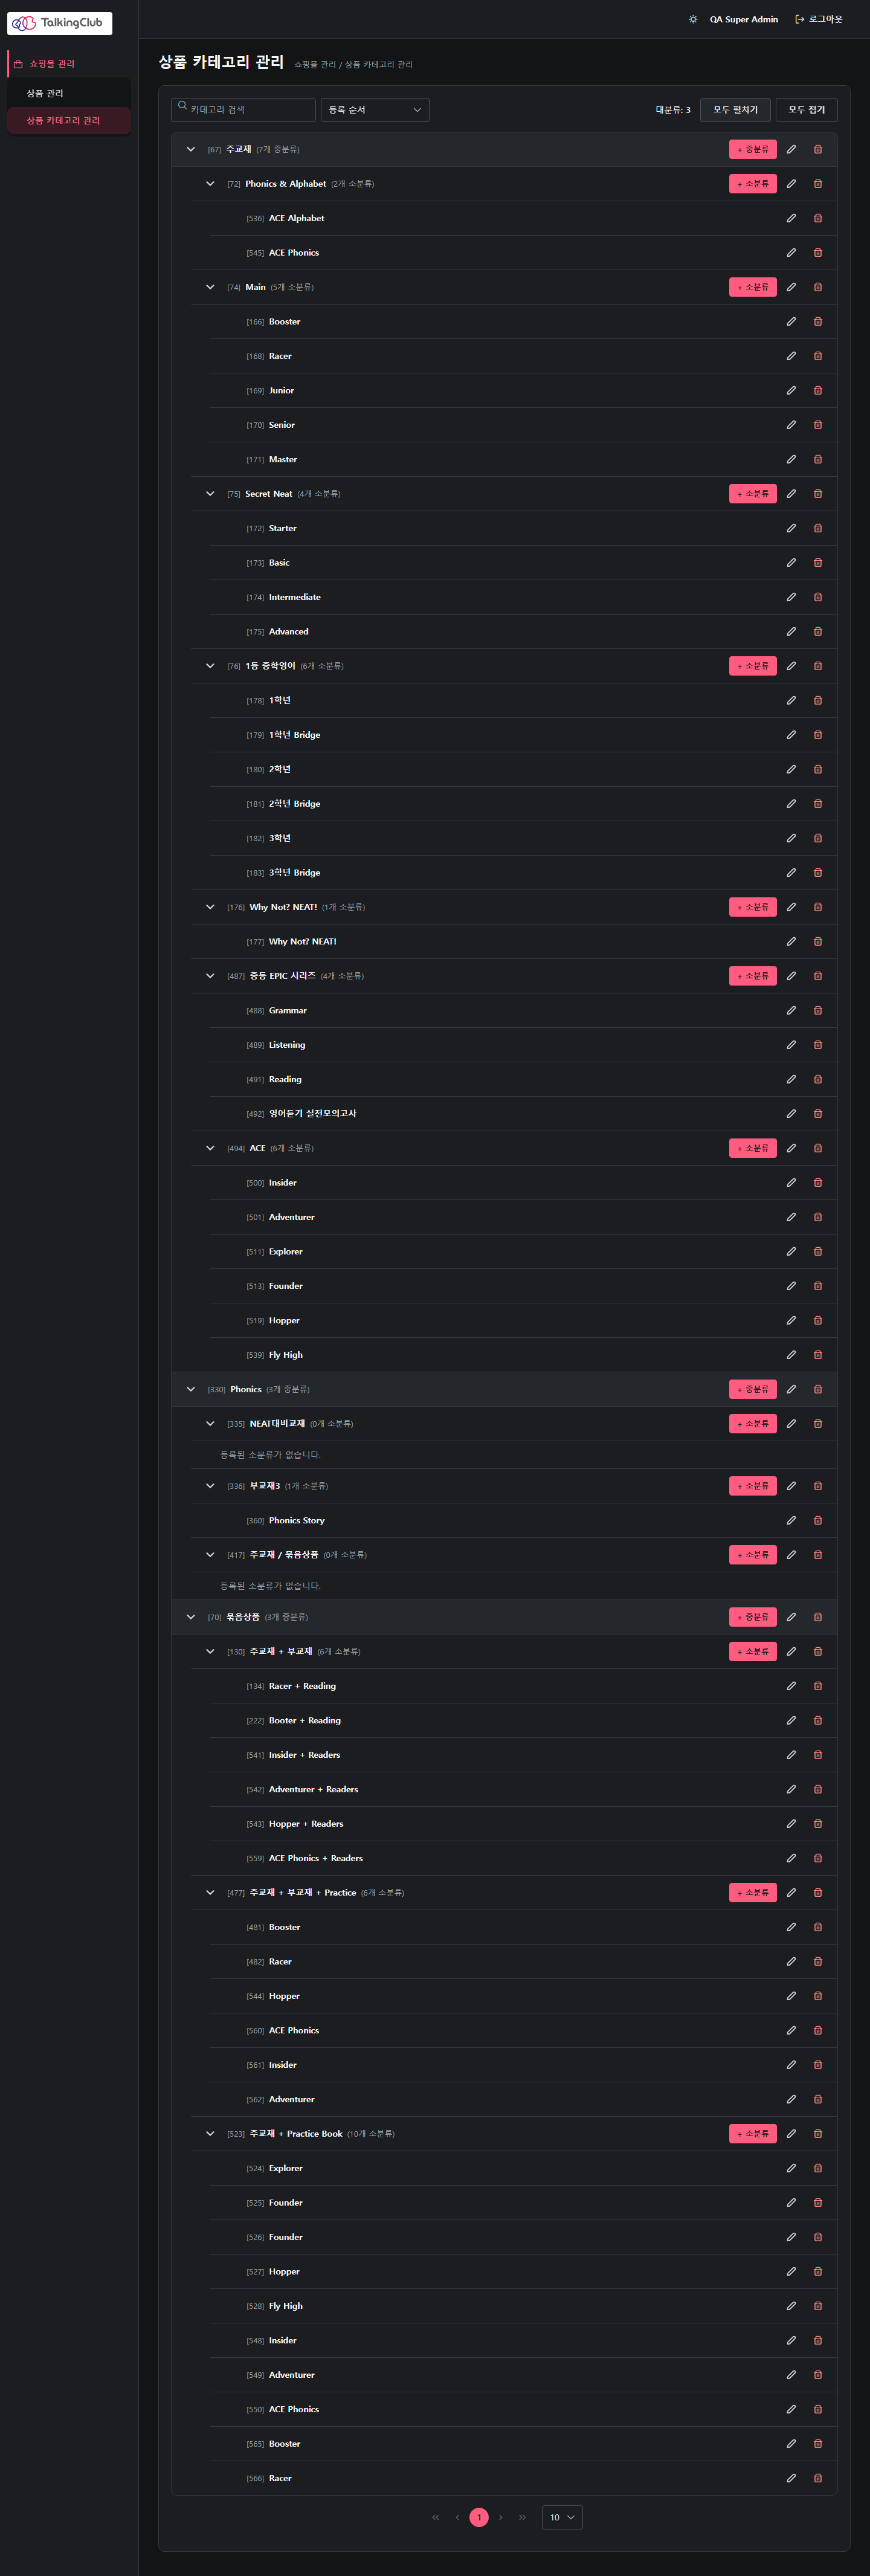 TalkingClub
QA Super Admin 로그아웃
쇼핑몰 관리
상품 관리
상품 카테고리 관리
상품 카테고리 관리 쇼핑몰 관리 / 상품 카테고리 관리
카테고리 검색 등록 순서 대분류: 3 모두 펼치기 모두 접기
[67] 주교재 (7개 중분류) + 중분류
[72] Phonics & Alphabet (2개 소분류) + 소분류
[536] ACE Alphabet
[545] ACE Phonics
[74] Main (5개 소분류) + 소분류
[166] Booster
[168] Racer
[169] Junior
[170] Senior
[171] Master
[75] Secret Neat (4개 소분류) + 소분류
[172] Starter
[173] Basic
[174] Intermediate
[175] Advanced
[76] 1등 중학영어 (6개 소분류) + 소분류
[178] 1학년
[179] 1학년 Bridge
[180] 2학년
[181] 2학년 Bridge
[182] 3학년
[183] 3학년 Bridge
[176] Why Not? NEAT! (1개 소분류) + 소분류
[177] Why Not? NEAT!
[487] 중등 EPIC 시리즈 (4개 소분류) + 소분류
[488] Grammar
[489] Listening
[491] Reading
[492] 영어듣기 실전모의고사
[494] ACE (6개 소분류) + 소분류
[500] Insider
[501] Adventurer
[511] Explorer
[513] Founder
[519] Hopper
[539] Fly High
[330] Phonics (3개 중분류) + 중분류
[335] NEAT대비교재 (0개 소분류) + 소분류
등록된 소분류가 없습니다.
[336] 부교재3 (1개 소분류) + 소분류
[360] Phonics Story
[417] 주교재 / 묶음상품 (0개 소분류) + 소분류
등록된 소분류가 없습니다.
[70] 묶음상품 (3개 중분류) + 중분류
[130] 주교재 + 부교재 (6개 소분류) + 소분류
[134] Racer + Reading
[222] Booter + Reading
[541] Insider + Readers
[542] Adventurer + Readers
[543] Hopper + Readers
[559] ACE Phonics + Readers
[477] 주교재 + 부교재 + Practice (6개 소분류) + 소분류
[481] Booster
[482] Racer
[544] Hopper
[560] ACE Phonics
[561] Insider
[562] Adventurer
[523] 주교재 + Practice Book (10개 소분류) + 소분류
[524] Explorer
[525] Founder
[526] Founder
[527] Hopper
[528] Fly High
[548] Insider
[549] Adventurer
[550] ACE Phonics
[565] Booster
[566] Racer
1 10